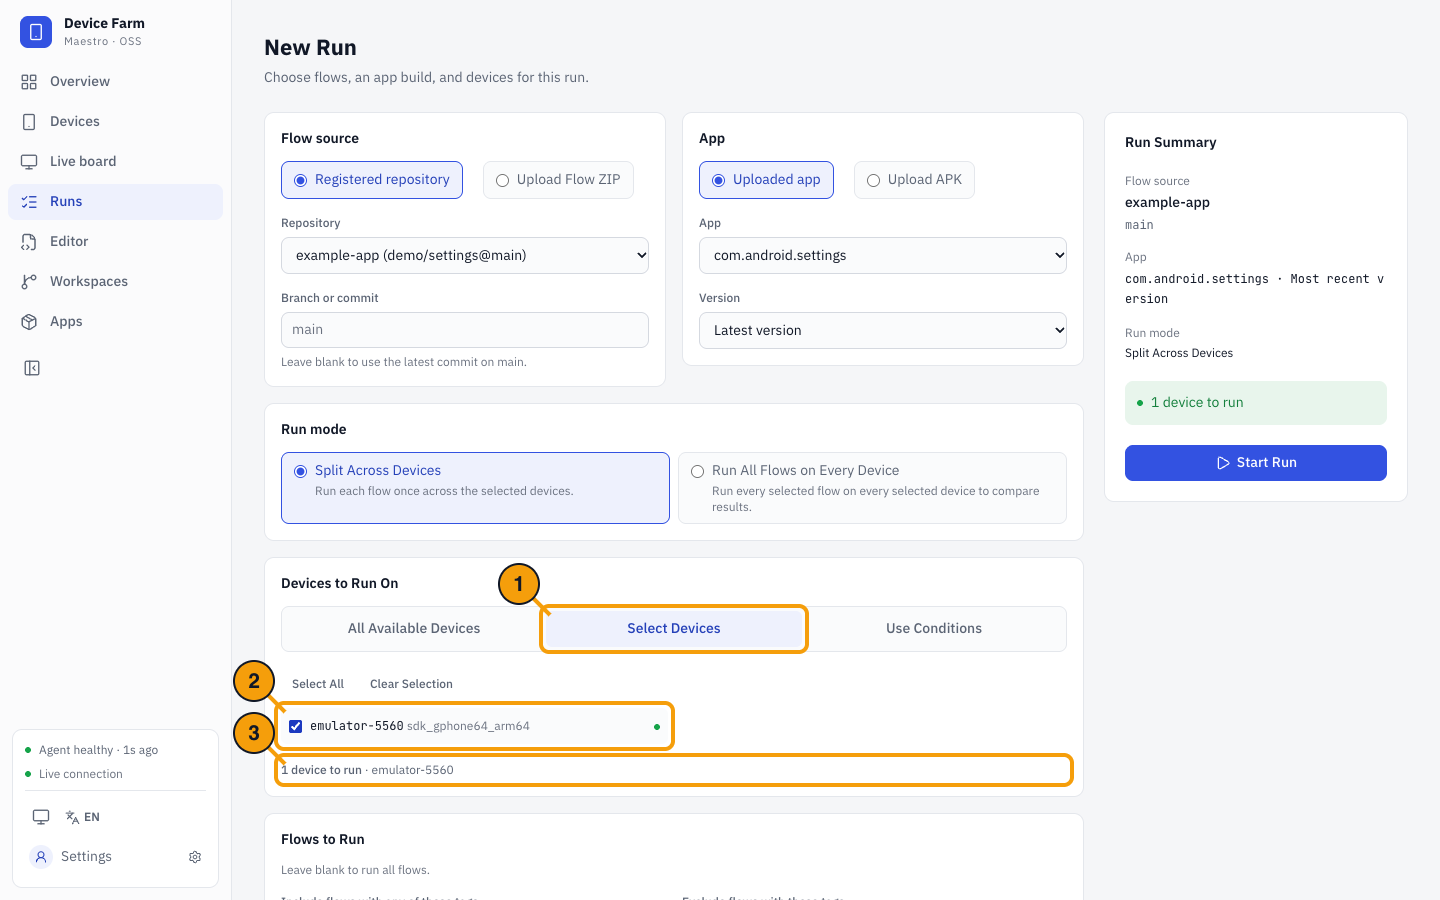 Device Farm
Maestro · OSS
Overview
Devices
Live board
Runs
Editor
Workspaces
Apps
Agent healthy · 1s ago
Live connection
EN
Settings
New Run
Choose flows, an app build, and devices for this run.
Flow source
Registered repository
Upload Flow ZIP
Repository
example-app (demo/settings@main)
Branch or commit
main
Leave blank to use the latest commit on main.
App
Uploaded app
Upload APK
App
com.android.settings
Version
Latest version
Run mode
Split Across Devices
Run each flow once across the selected devices.
Run All Flows on Every Device
Run every selected flow on every selected device to compare
results.
Devices to Run On
1
All Available Devices
Select Devices
Use Conditions
2
Select All
Clear Selection
emulator-5560 sdk_gphone64_arm64
3
1 device to run · emulator-5560
Flows to Run
Leave blank to run all flows.
Run Summary
Flow source
example-app
main
App
com.android.settings · Most recent v
ersion
Run mode
Split Across Devices
1 device to run
Start Run